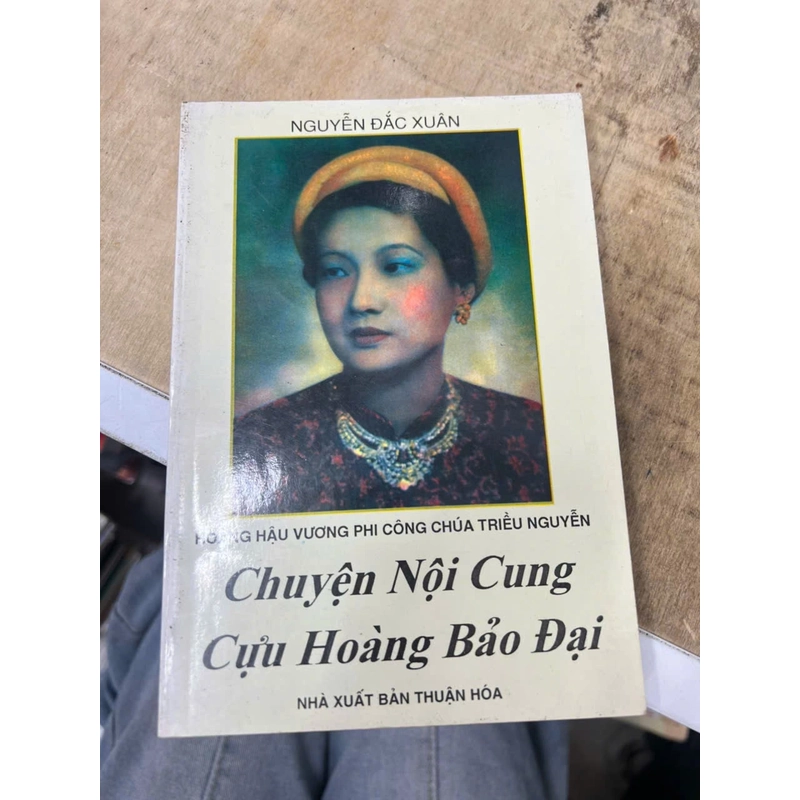 NGUYỄN ĐẮC XUÂN
HOÀNG HẬU VƯƠNG PHI CÔNG CHÚA TRIỀU NGUYỄN
Chuyện Nội Cung
Cựu Hoàng Bảo Đại
NHÀ XUẤT BẢN THUẬN HÓA